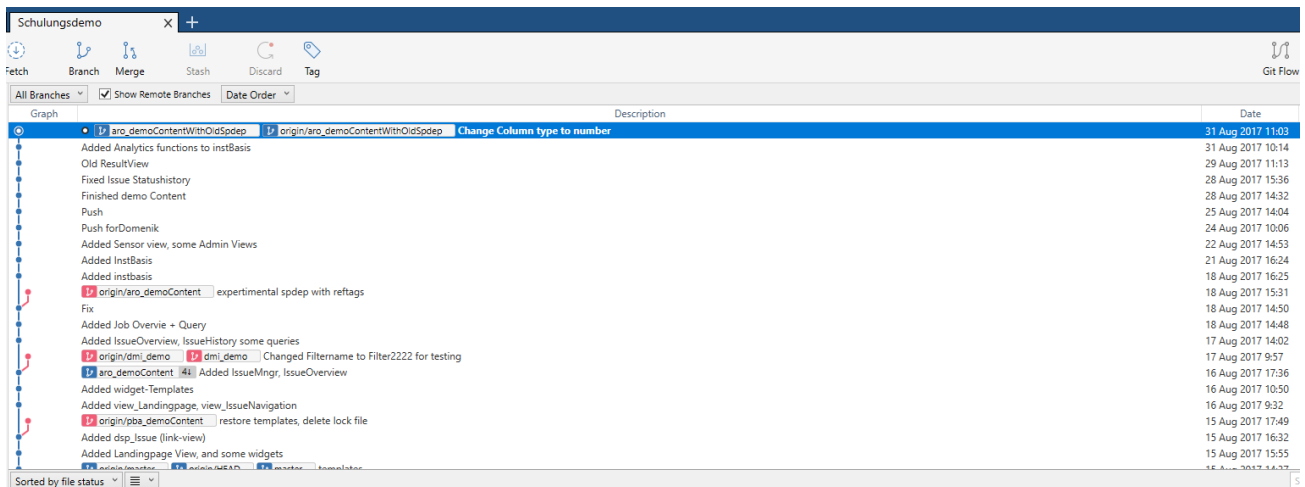 Schulungsdemo
Fetch Branch Merge Stash Discard Tag Git Flow
All Branches Show Remote Branches Date Order
Graph Description Date
aro_demoContentWithOldSpdep origin/aro_demoContentWithOldSpdep Change Column type to number 31 Aug 2017 11:03
Added Analytics functions to instBasis 31 Aug 2017 10:14
Old ResultView 29 Aug 2017 11:13
Fixed Issue Statushistory 28 Aug 2017 15:36
Finished demo Content 28 Aug 2017 14:32
Push 25 Aug 2017 14:04
Push forDomenik 24 Aug 2017 10:06
Added Sensor view, some Admin Views 22 Aug 2017 14:53
Added InstBasis 21 Aug 2017 16:24
Added instbasis 18 Aug 2017 16:25
origin/aro_demoContent expertimental spdep with reftags 18 Aug 2017 15:31
Fix 18 Aug 2017 14:50
Added Job Overvie + Query 18 Aug 2017 14:48
Added IssueOverview, IssueHistory some queries 17 Aug 2017 14:02
origin/dmi_demo dmi_demo Changed Filtername to Filter2222 for testing 17 Aug 2017 9:57
aro_demoContent 4↓ Added IssueMngr, IssueOverview 16 Aug 2017 17:36
Added widget-Templates 16 Aug 2017 10:50
Added view_Landingpage, view_IssueNavigation 16 Aug 2017 9:32
origin/pba_demoContent restore templates, delete lock file 15 Aug 2017 17:49
Added dsp_Issue (link-view) 15 Aug 2017 16:32
Added Landingpage View, and some widgets 15 Aug 2017 15:55
origin/master origin/HEAD master templates 15 Aug 2017 14:27
Sorted by file status